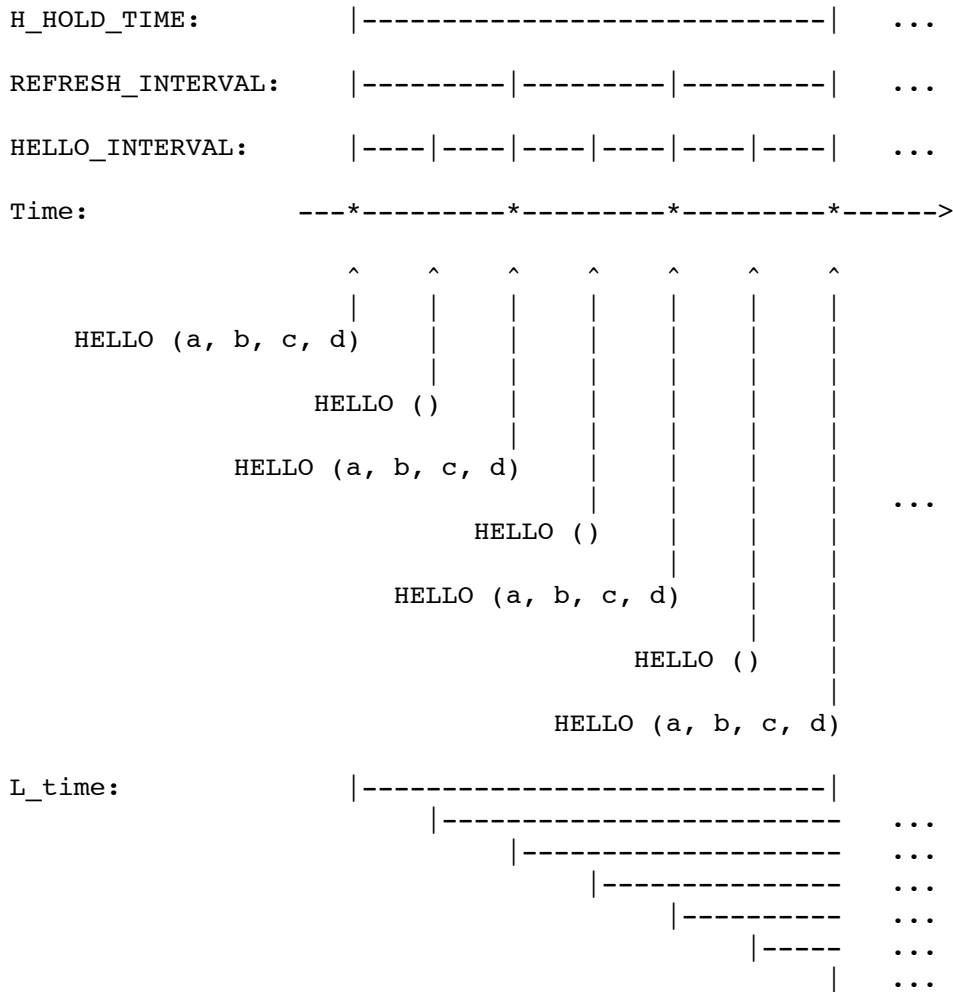 H_HOLD_TIME:         |-----------------------------|   ...
REFRESH_INTERVAL:    |---------|---------|---------|   ...
HELLO_INTERVAL:      |----|----|----|----|----|----|   ...
Time:             ---*---------*---------*---------*------>
                     ^    ^    ^    ^    ^    ^    ^
                     |    |    |    |    |    |    |
    HELLO (a, b, c, d)    |    |    |    |    |    |
                          |    |    |    |    |    |
                   HELLO ()    |    |    |    |    |
                               |    |    |    |    |
              HELLO (a, b, c, d)    |    |    |    |
                                    |    |    |    |   ...
                             HELLO ()    |    |    |
                                         |    |    |
                        HELLO (a, b, c, d)    |    |
                                              |    |
                                       HELLO ()    |
                                                   |
                                  HELLO (a, b, c, d)
L_time:              |-----------------------------|
                          |-------------------------   ...
                               |--------------------   ...
                                    |---------------   ...
                                         |----------   ...
                                              |-----   ...
                                                   |   ...